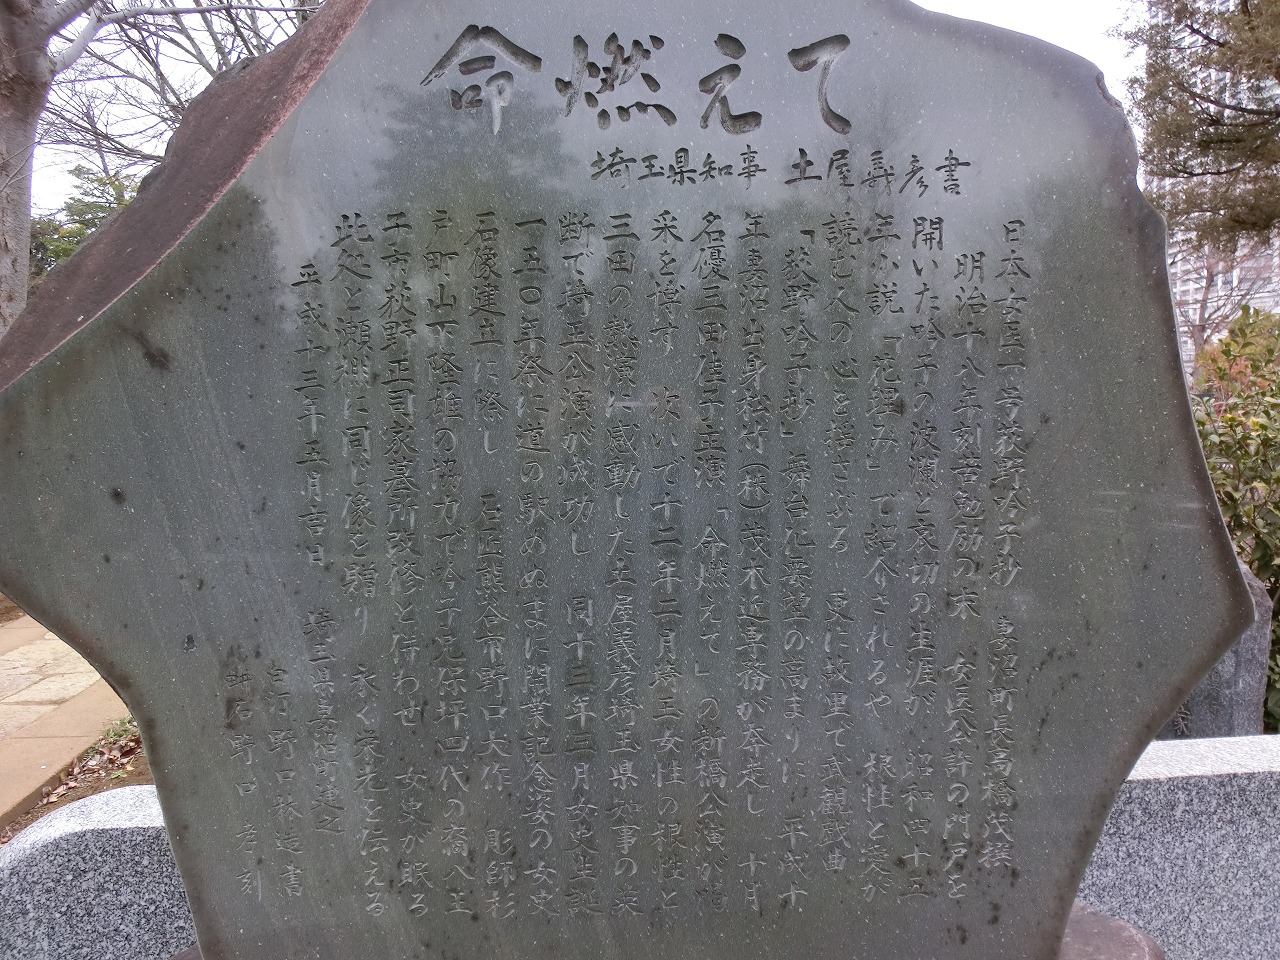 命燃えて
埼玉県知事 土屋義彦書
日本女医一号荻野吟子抄 妻沼町長高橋茂撰
明治十八年刻苦勉励の末 女医公許の門戸を
開いた吟子の波瀾と哀切の生涯が 昭和四十五
年小説「花埋み」で紹介されるや 根性と愛が
読む人の心を揺さぶる 更に故里で武観戯曲
「荻野吟子抄」舞台化要望の高まりに 平成十
年妻沼出身松竹(株)茂木近専務が奔走し 十月
名優三田佳子主演「命燃えて」の新橋公演が喝
采を博す 次いで十二年二月埼玉女性の根性と
三田の熱演に感動した土屋義彦埼玉県知事の英
断で埼玉公演が成功し 同十三年三月女史生誕
一五〇年祭に道の駅めぬまに開業記念姿の女史
石像建立に際し 石匠熊谷市野口大作 彫師杉
戸町山下隆雄の協力で吟子兄保坪四代の裔八王
子市荻野正司家墓所改修と併わせ 女史が眠る
此処と瀬棚に同じ像を贈り 永く栄光を伝える
平成十三年五月吉日 埼玉県妻沼町建之
野口林造書
野口 彦刻